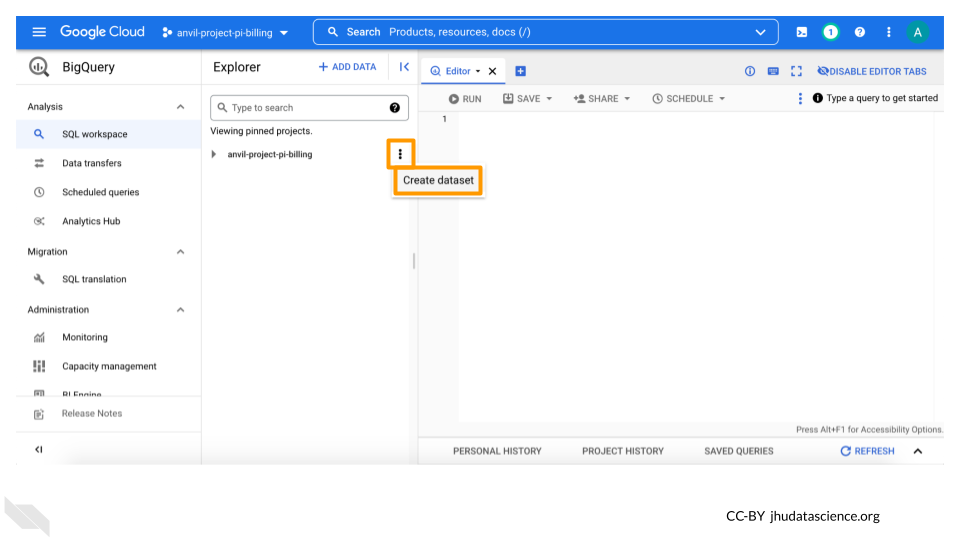 Google Cloud
anvil-project-pi-billing
Search Products, resources, docs (/)
1
?
A
BigQuery
Analysis
SQL workspace
Data transfers
Scheduled queries
Analytics Hub
Migration
SQL translation
Administration
Monitoring
Capacity management
BI Engine
Release Notes
Explorer
+ ADD DATA
Type to search
Viewing pinned projects.
anvil-project-pi-billing
Create dataset
Editor
DISABLE EDITOR TABS
RUN
SAVE
SHARE
SCHEDULE
Type a query to get started
1
Press Alt+F1 for Accessibility Options.
PERSONAL HISTORY
PROJECT HISTORY
SAVED QUERIES
REFRESH
CC-BY jhudatascience.org